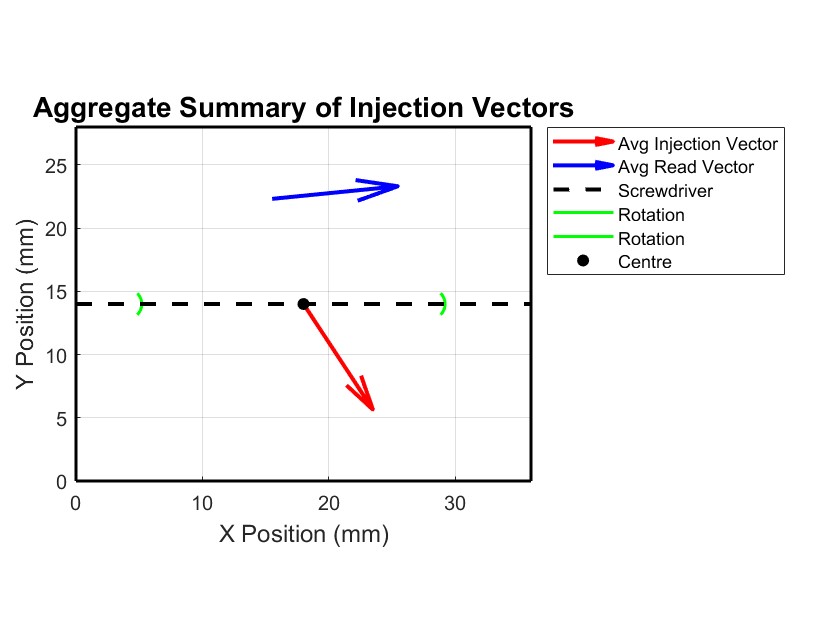 Aggregate Summary of Injection Vectors
25
20
15
10
5
0
Y Position (mm)
0 10 20 30
X Position (mm)
Avg Injection Vector
Avg Read Vector
Screwdriver
Rotation
Rotation
Centre